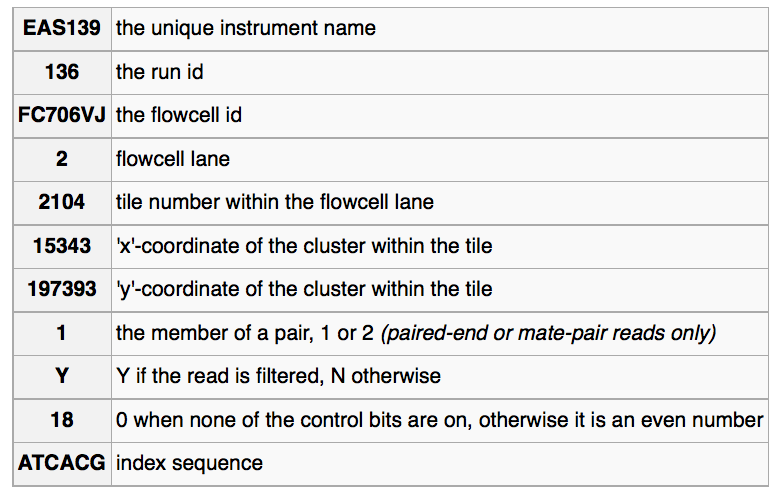 EAS139 the unique instrument name
136 the run id
FC706VJ the flowcell id
2 flowcell lane
2104 tile number within the flowcell lane
15343 'x'-coordinate of the cluster within the tile
197393 'y'-coordinate of the cluster within the tile
1 the member of a pair, 1 or 2 (paired-end or mate-pair reads only)
Y Y if the read is filtered, N otherwise
18 0 when none of the control bits are on, otherwise it is an even number
ATCACG index sequence